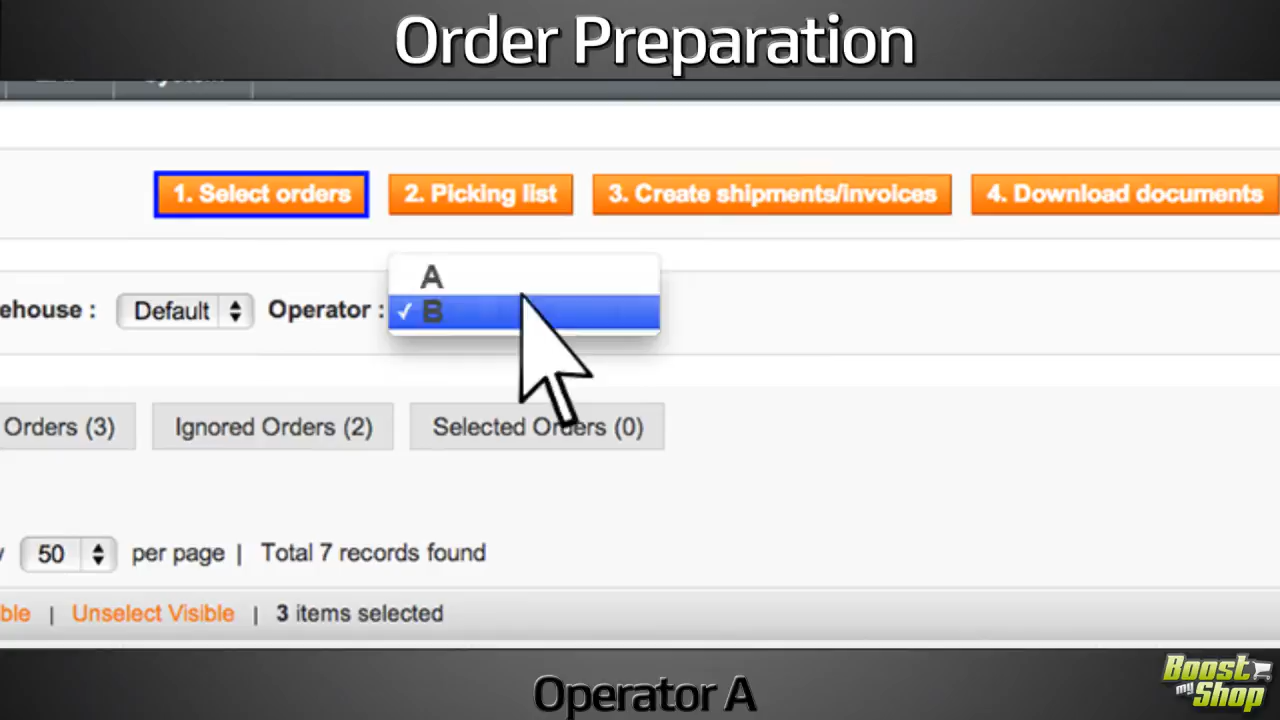 Order Preparation
System
1. Select orders 2. Picking list 3. Create shipments/invoices 4. Download documents
A
ehouse : Default Operator : ✓ B
Orders (3) Ignored Orders (2) Selected Orders (0)
50 per page | Total 7 records found
ble | Unselect Visible | 3 items selected
Operator A
Boost
my Shop